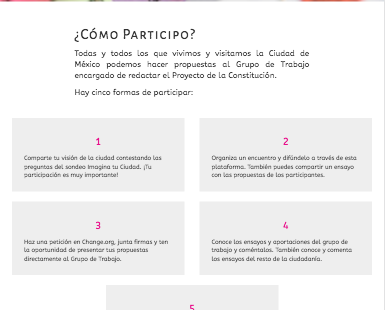 ¿Cómo Participo?
Todas y todos los que vivimos y visitamos la Ciudad de
México podemos hacer propuestas al Grupo de Trabajo
encargado de redactar el Proyecto de la Constitución.
Hay cinco formas de participar:
1
Comparte tu visión de la ciudad contestando las
preguntas del sondeo Imagina tu Ciudad. ¡Tu
participación es muy importante!
2
Organiza un encuentro y difúndelo a través de esta
plataforma. También puedes compartir un ensayo
con las propuestas de los participantes.
3
Haz una petición en Change.org, junta firmas y ten
la oportunidad de presentar tus propuestas
directamente al Grupo de Trabajo.
4
Conoce los ensayos y aportaciones del grupo de
trabajo y coméntalos. También conoce y comenta
los ensayos del resto de la ciudadanía.
5